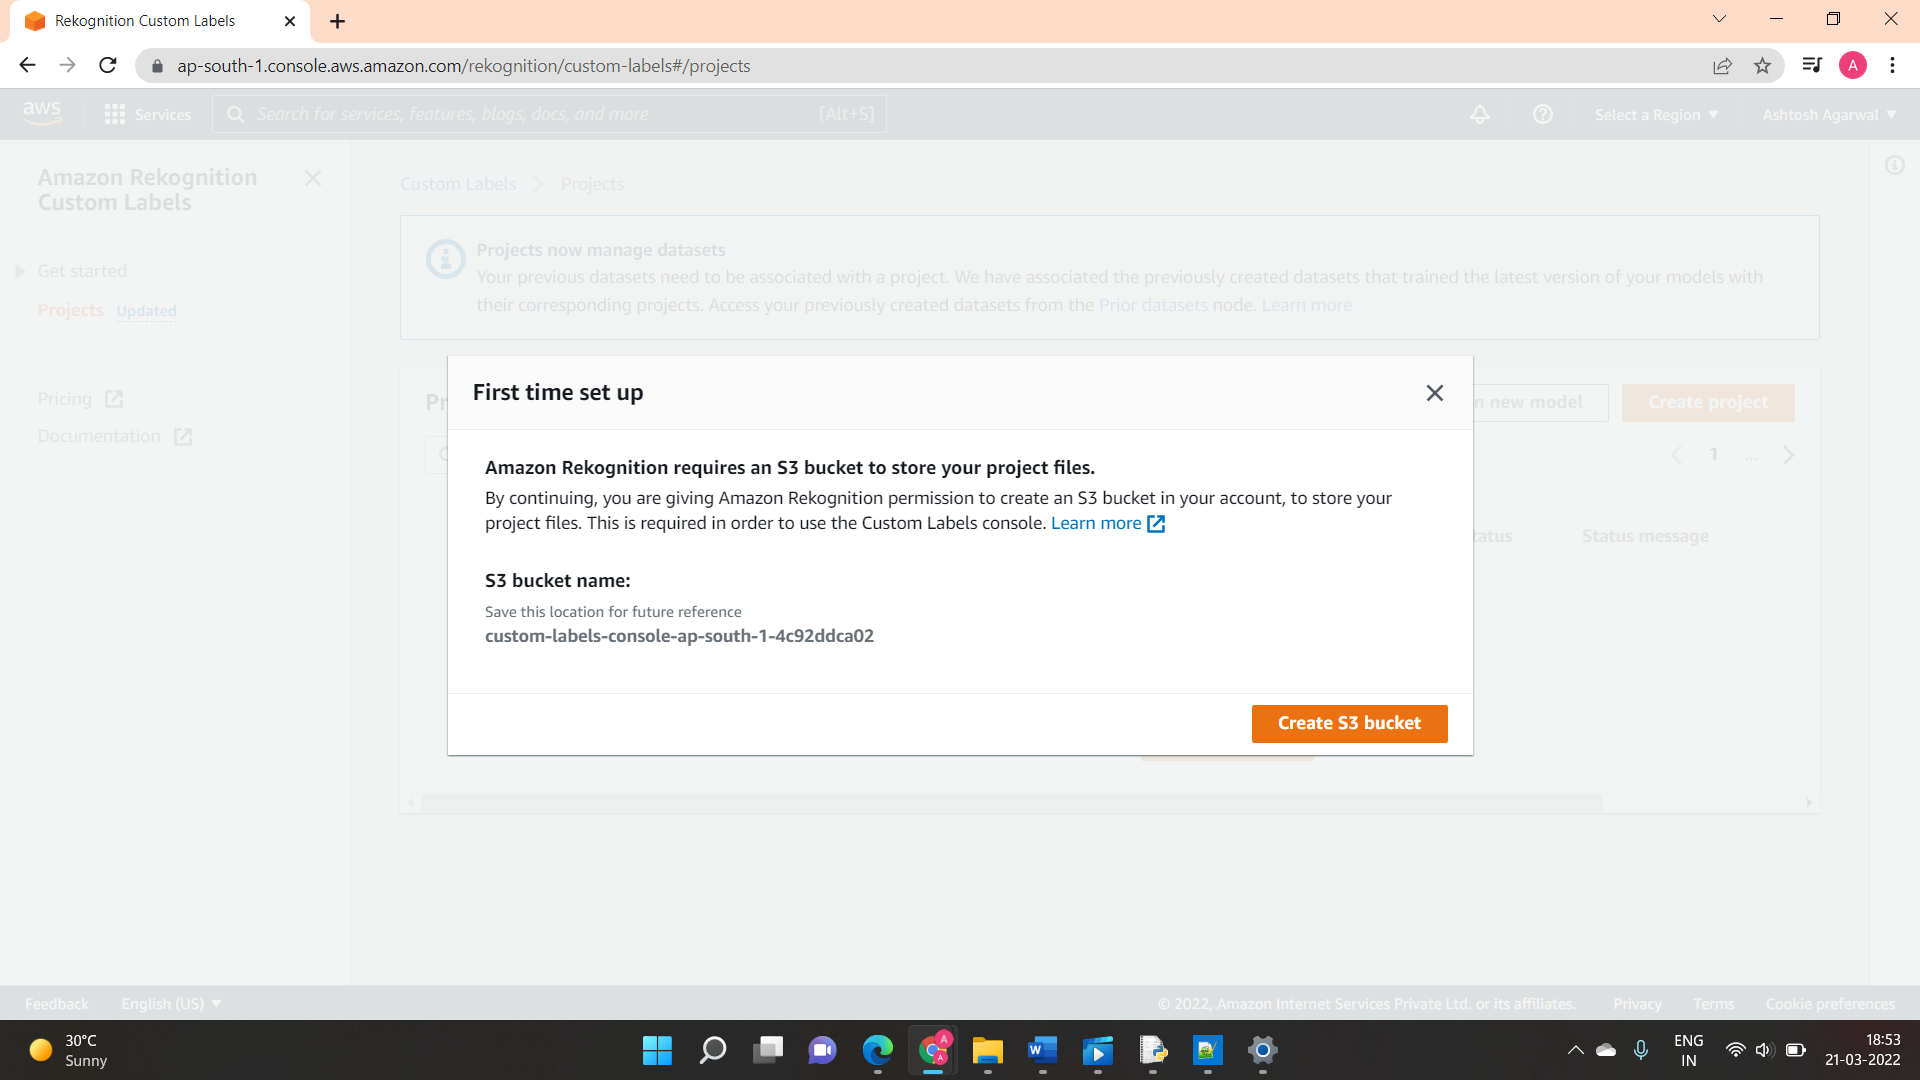 Rekognition Custom Labels
ap-south-1.console.aws.amazon.com/rekognition/custom-labels#/projects
A
aws
Services
Search for services, features, blogs, docs, and more
[Alt+S]
Select a Region
Ashtosh Agarwal
Amazon Rekognition
Custom Labels
Get started
Projects Updated
Pricing
Documentation
Custom Labels
Projects
Projects now manage datasets
Your previous datasets need to be associated with a project. We have associated the previously created datasets that trained the latest version of your models with
their corresponding projects. Access your previously created datasets from the Prior datasets node. Learn more
new model
Create project
1
...
Status message
First time set up
Amazon Rekognition requires an S3 bucket to store your project files.
By continuing, you are giving Amazon Rekognition permission to create an S3 bucket in your account, to store your
project files. This is required in order to use the Custom Labels console. Learn more
S3 bucket name:
Save this location for future reference
custom-labels-console-ap-south-1-4c92ddca02
Create S3 bucket
Feedback
English (US)
© 2022, Amazon Internet Services Private Ltd. or its affiliates.
Privacy
Terms
Cookie preferences
30°C
Sunny
ENG
IN
18:53
21-03-2022